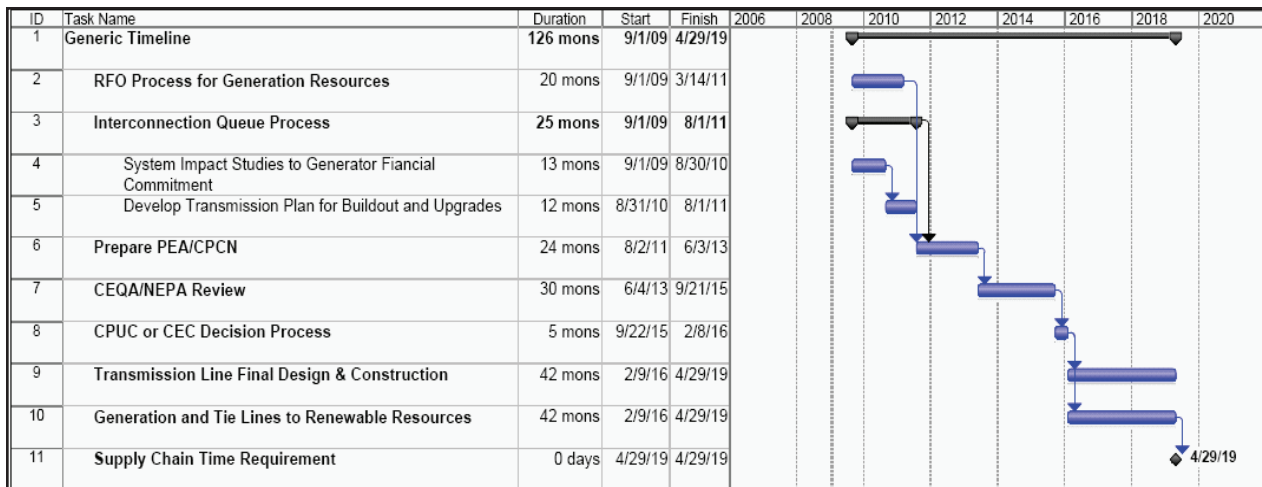 ID Task Name Duration Start Finish 2006 2008 2010 2012 2014 2016 2018 2020
1 Generic Timeline 126 mons 9/1/09 4/29/19
2 RFO Process for Generation Resources 20 mons 9/1/09 3/14/11
3 Interconnection Queue Process 25 mons 9/1/09 8/1/11
4 System Impact Studies to Generator Fiancial 13 mons 9/1/09 8/30/10
Commitment
5 Develop Transmission Plan for Buildout and Upgrades 12 mons 8/31/10 8/1/11
6 Prepare PEA/CPCN 24 mons 8/2/11 6/3/13
7 CEQA/NEPA Review 30 mons 6/4/13 9/21/15
8 CPUC or CEC Decision Process 5 mons 9/22/15 2/8/16
9 Transmission Line Final Design & Construction 42 mons 2/9/16 4/29/19
10 Generation and Tie Lines to Renewable Resources 42 mons 2/9/16 4/29/19
11 Supply Chain Time Requirement 0 days 4/29/19 4/29/19 4/29/19